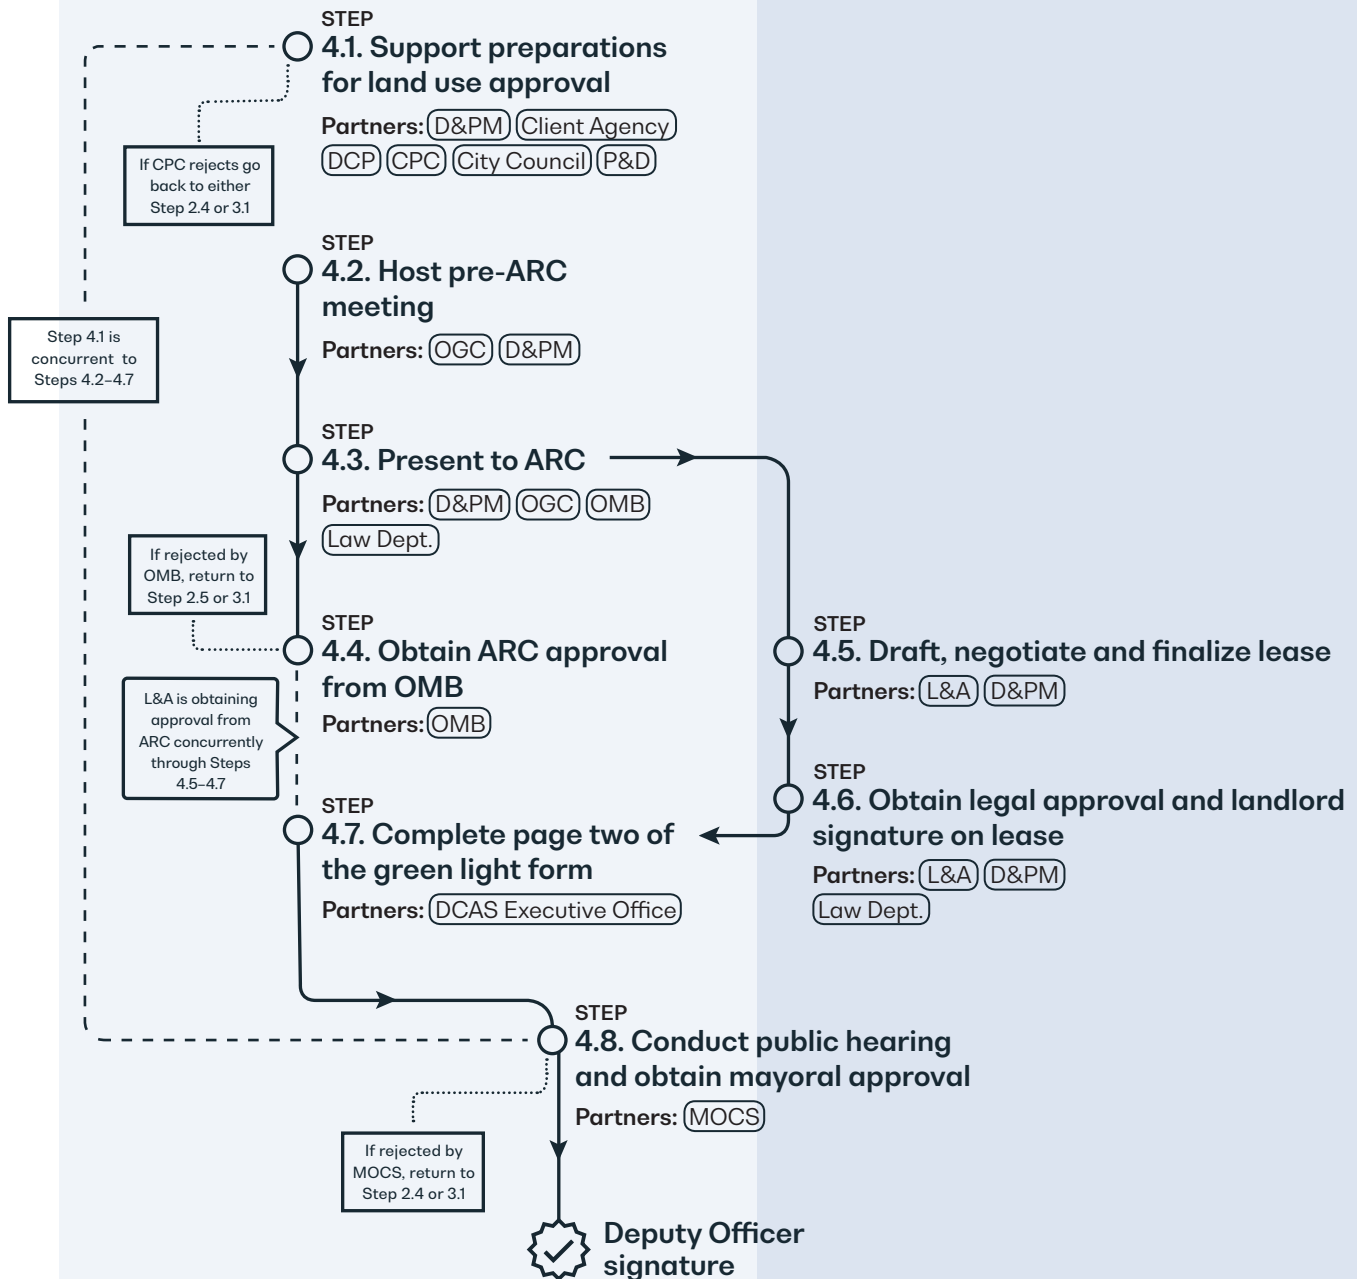 STEP
4.1. Support preparations
for land use approval
Partners: D&PM Client Agency
DCP CPC City Council P&D
If CPC rejects go
back to either
Step 2.4 or 3.1
STEP
4.2. Host pre-ARC
meeting
Partners: OGC D&PM
Step 4.1 is
concurrent to
Steps 4.2–4.7
STEP
4.3. Present to ARC
Partners: D&PM OGC OMB
Law Dept.
If rejected by
OMB, return to
Step 2.5 or 3.1
STEP
4.4. Obtain ARC approval
from OMB
Partners: OMB
L&A is obtaining
approval from
ARC concurrently
through Steps
4.5–4.7
STEP
4.5. Draft, negotiate and finalize lease
Partners: L&A D&PM
STEP
4.6. Obtain legal approval and landlord
signature on lease
Partners: L&A D&PM
Law Dept.
STEP
4.7. Complete page two of
the green light form
Partners: DCAS Executive Office
STEP
4.8. Conduct public hearing
and obtain mayoral approval
Partners: MOCS
If rejected by
MOCS, return to
Step 2.4 or 3.1
Deputy Officer
signature